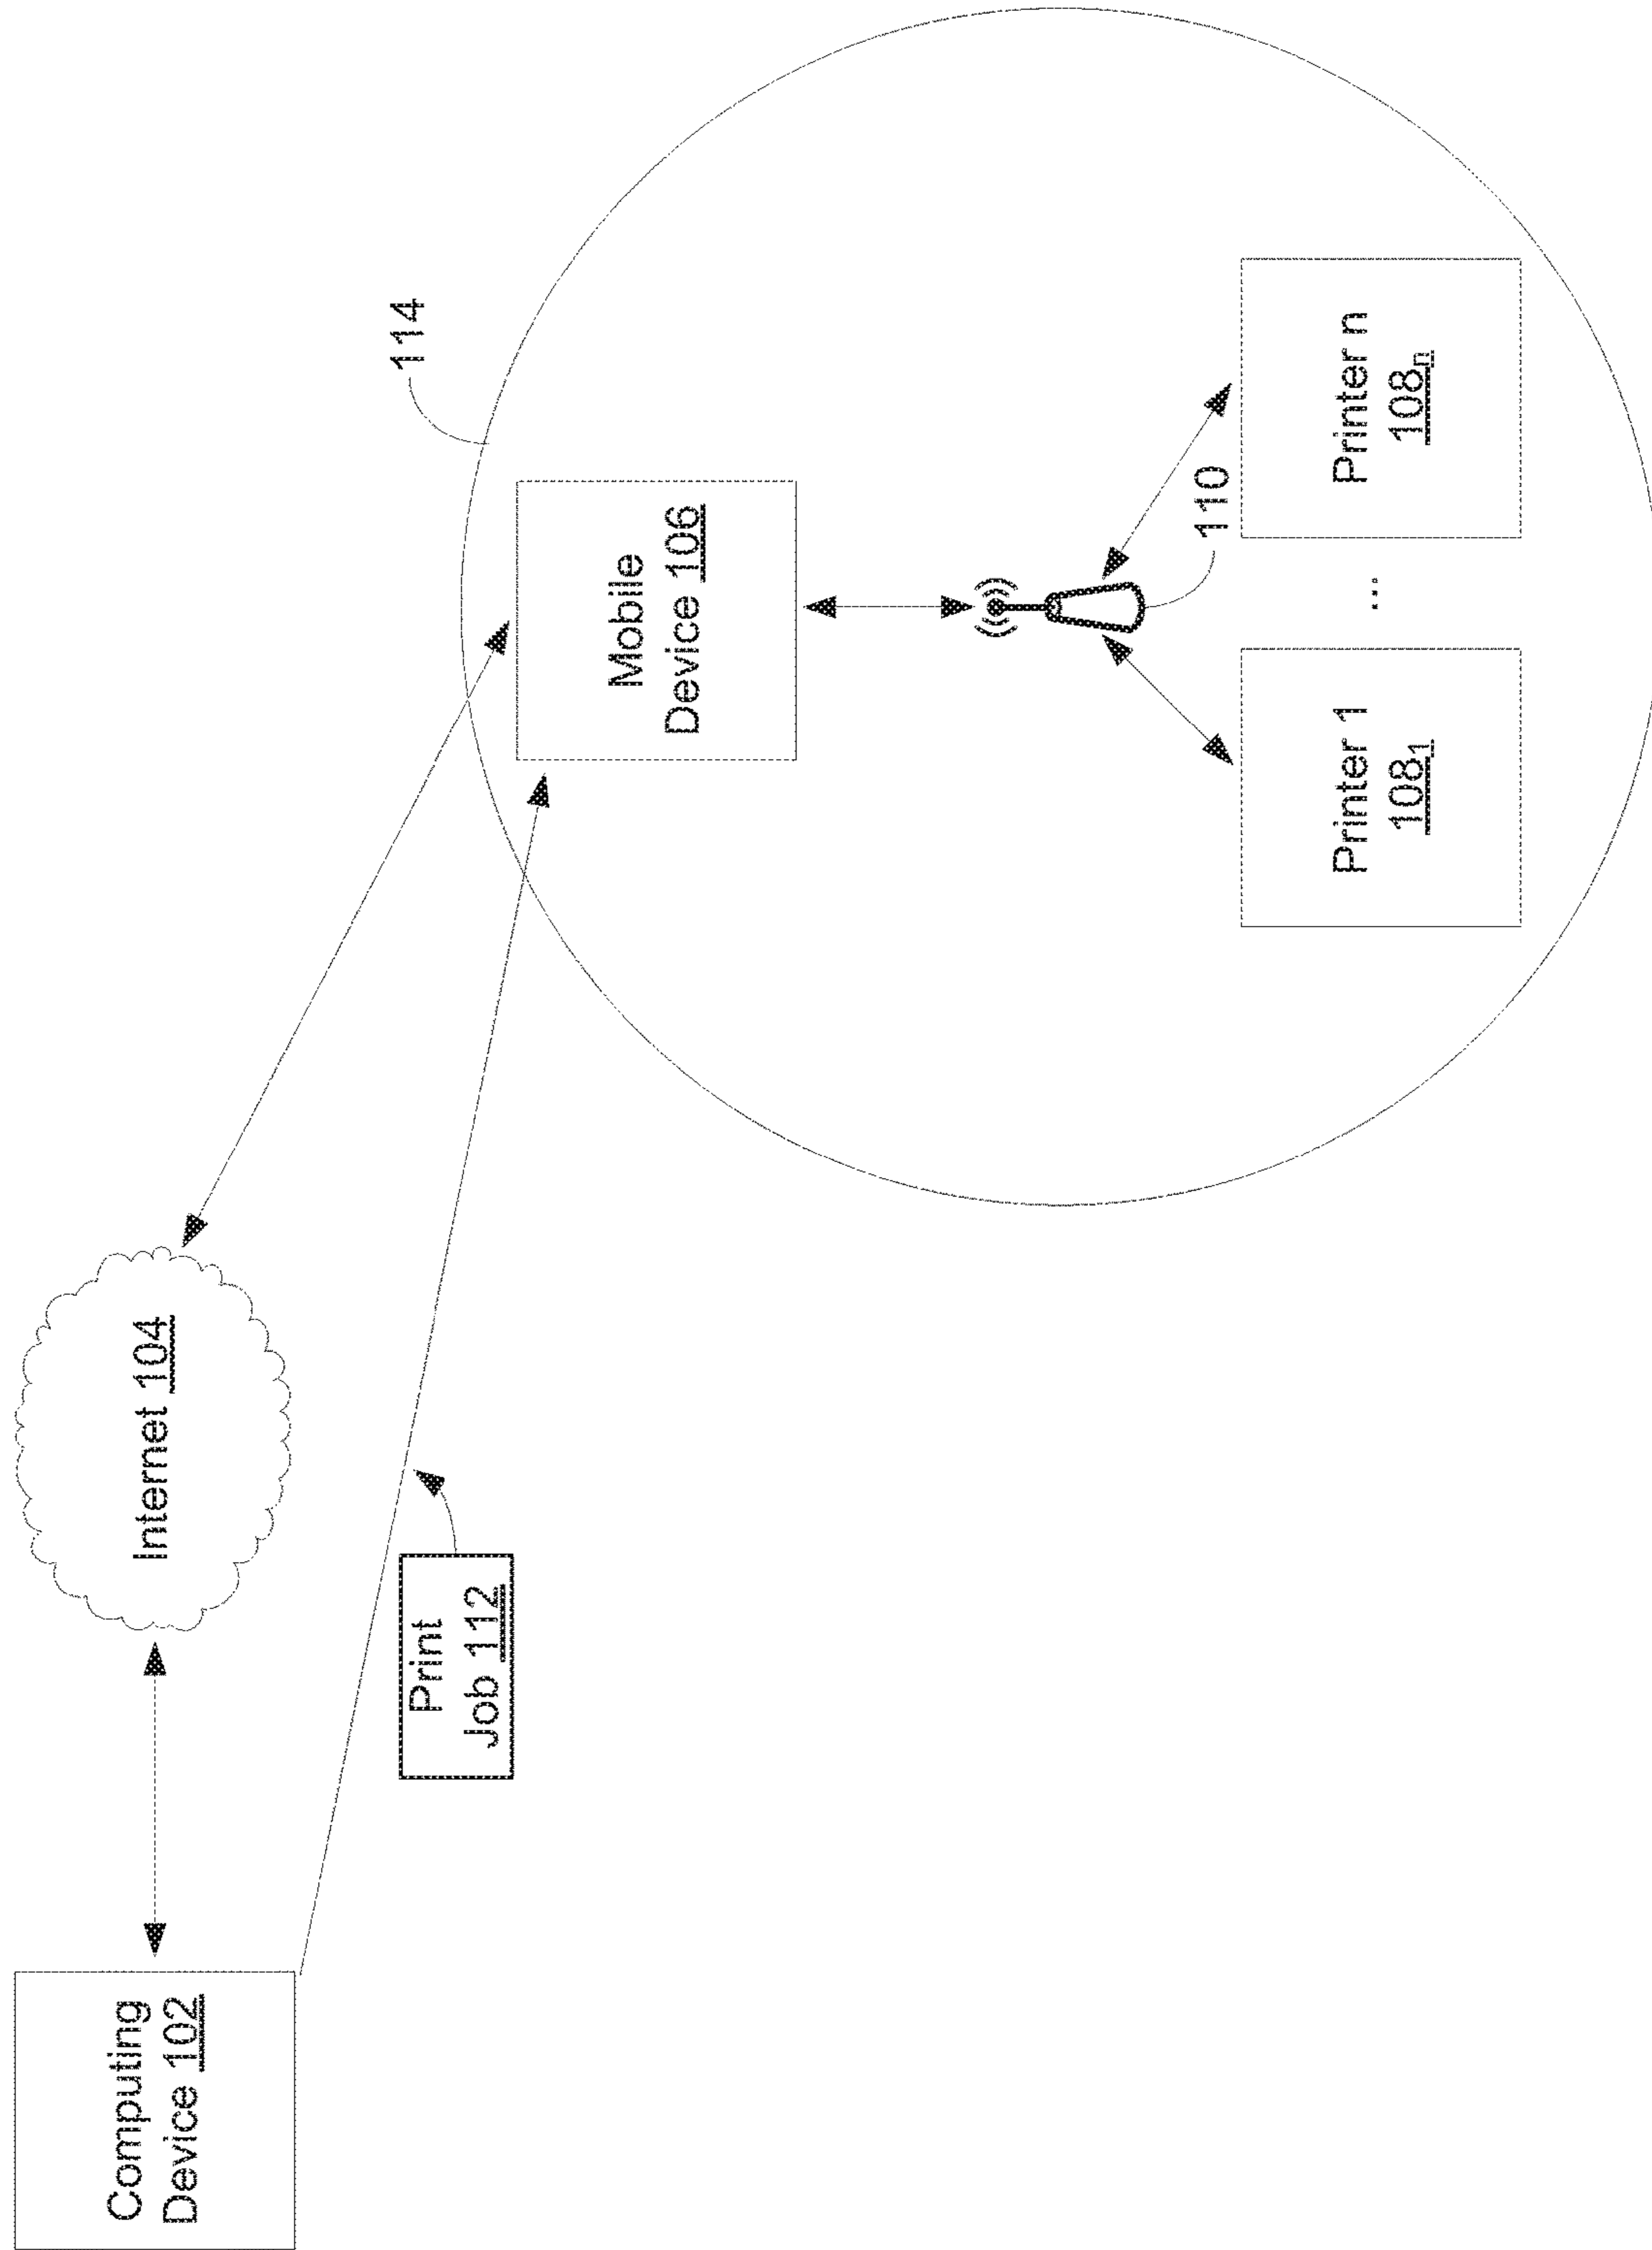 Computing
Device 102
Internet 104
Print
Job 112
114
Mobile
Device 106
110
Printer 1
108₁
...
Printer n
108ₙ